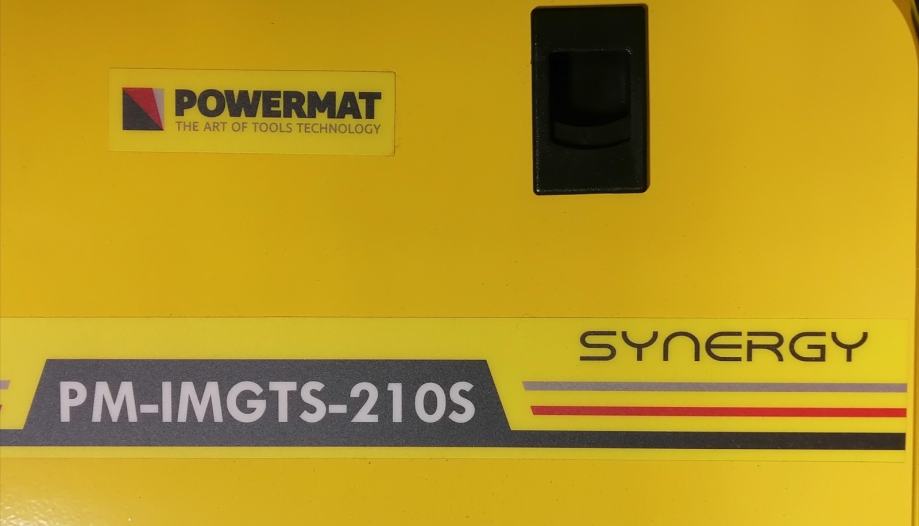 POWERMAT
THE ART OF TOOLS TECHNOLOGY
SYNERGY
PM-IMGTS-210S